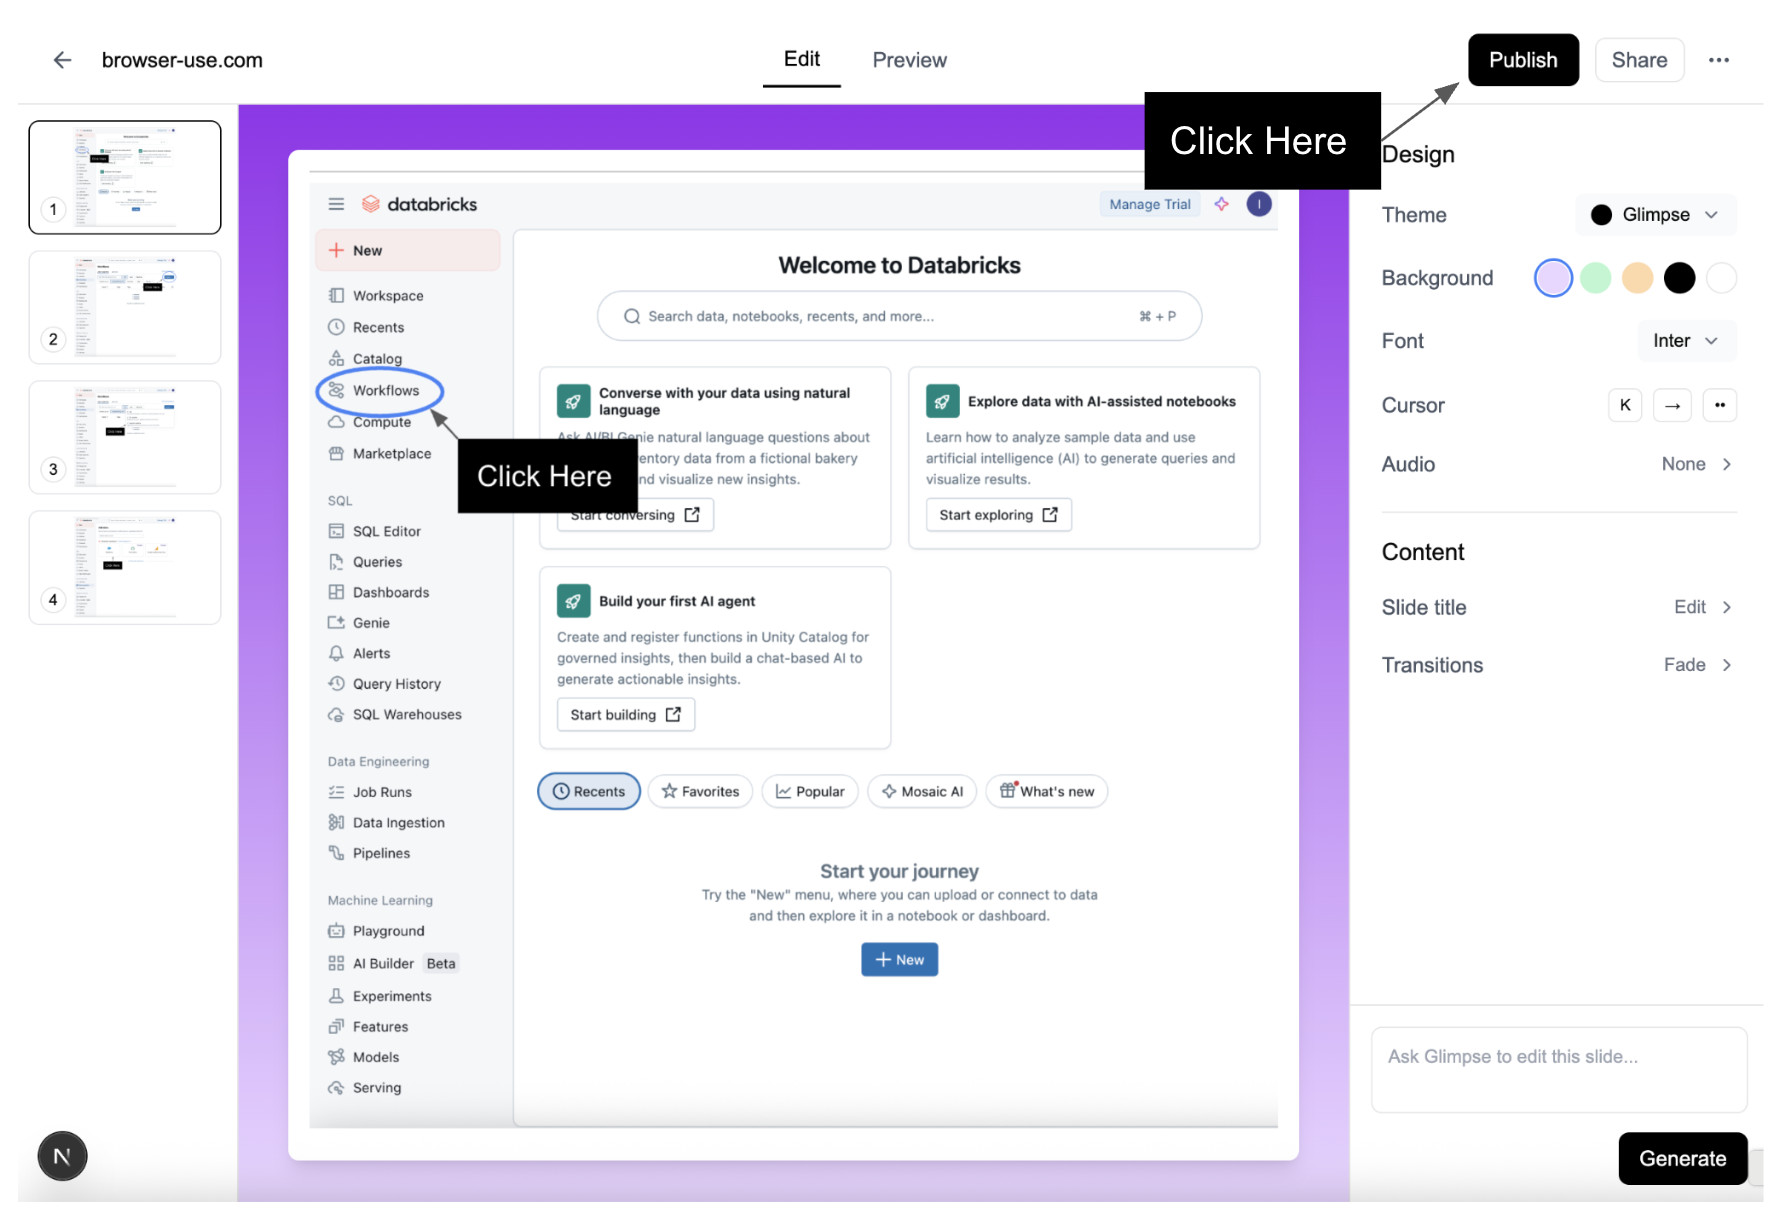 browser-use.com
Edit
Preview
Publish
Share
Click Here
1
2
3
4
databricks
Manage Trial
I
New
Workspace
Recents
Catalog
Workflows
Compute
Marketplace
Click Here
SQL
SQL Editor
Queries
Dashboards
Genie
Alerts
Query History
SQL Warehouses
Data Engineering
Job Runs
Data Ingestion
Pipelines
Machine Learning
Playground
AI Builder Beta
Experiments
Features
Models
Serving
Welcome to Databricks
Search data, notebooks, recents, and more... ⌘ + P
Converse with your data using natural
language
Ask AI/BI Genie natural language questions about
entory data from a fictional bakery
nd visualize new insights.
Start conversing
Explore data with AI-assisted notebooks
Learn how to analyze sample data and use
artificial intelligence (AI) to generate queries and
visualize results.
Start exploring
Build your first AI agent
Create and register functions in Unity Catalog for
governed insights, then build a chat-based AI to
generate actionable insights.
Start building
Recents
Favorites
Popular
Mosaic AI
What's new
Start your journey
Try the "New" menu, where you can upload or connect to data
and then explore it in a notebook or dashboard.
New
Design
Theme Glimpse
Background
Font Inter
Cursor K → ••
Audio None
Content
Slide title Edit
Transitions Fade
Ask Glimpse to edit this slide...
Generate
N